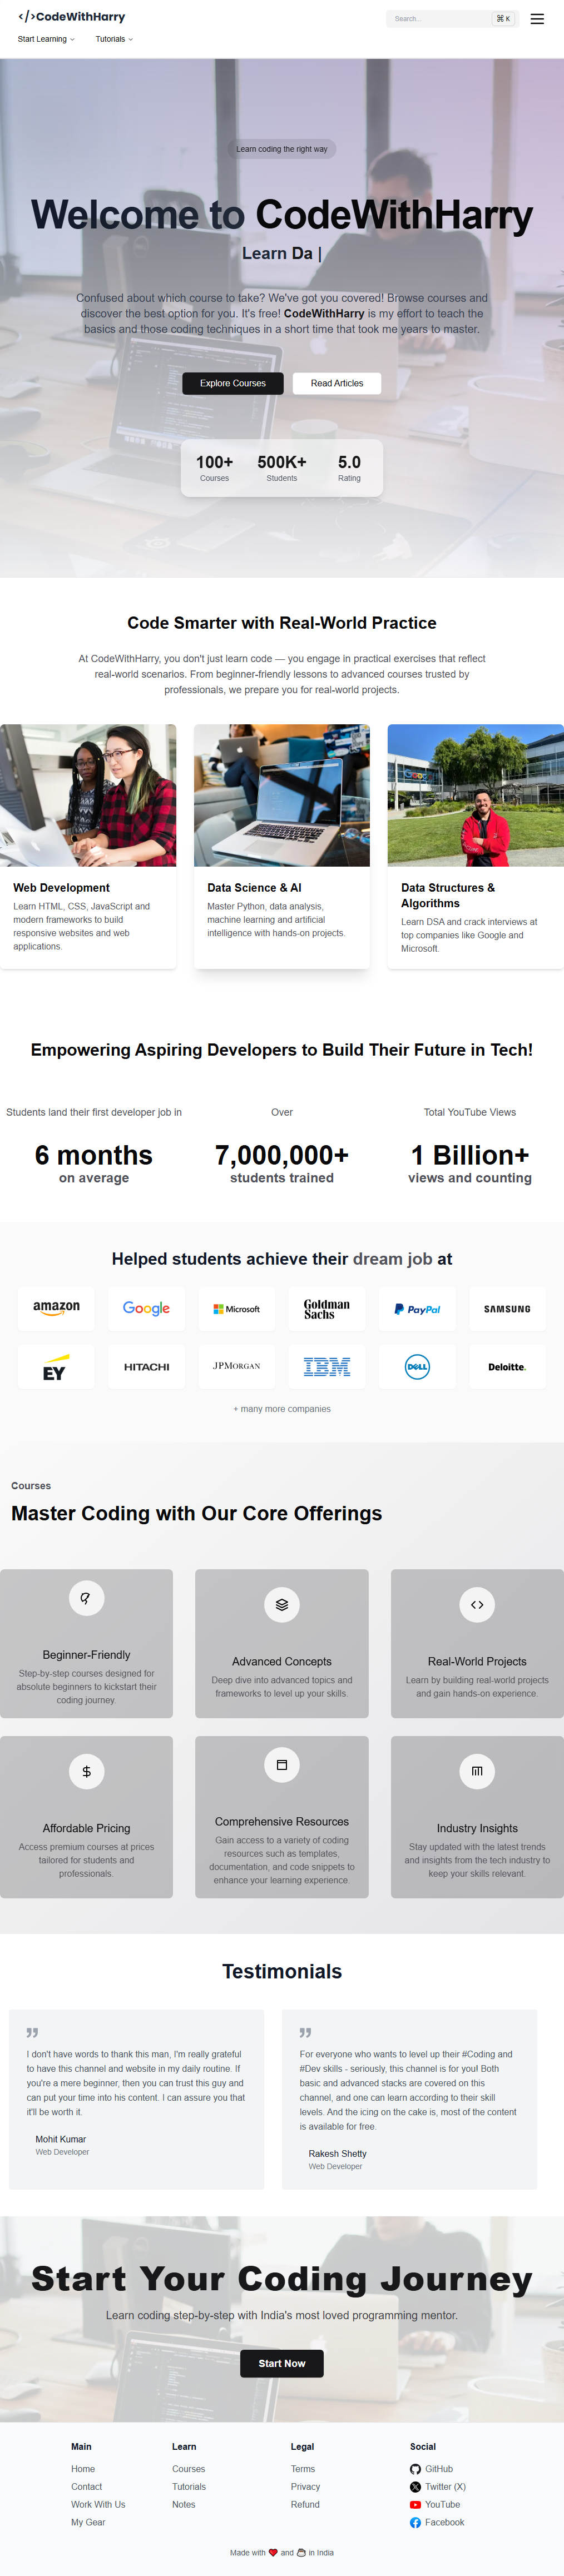 </>CodeWithHarry
Search...
⌘ K
Start Learning
Tutorials
Learn coding the right way
Welcome to CodeWithHarry
Learn Da |
Confused about which course to take? We've got you covered! Browse courses and
discover the best option for you. It's free! CodeWithHarry is my effort to teach the
basics and those coding techniques in a short time that took me years to master.
Explore Courses
Read Articles
100+
Courses
500K+
Students
5.0
Rating
Code Smarter with Real-World Practice
At CodeWithHarry, you don't just learn code — you engage in practical exercises that reflect
real-world scenarios. From beginner-friendly lessons to advanced courses trusted by
professionals, we prepare you for real-world projects.
Google
Web Development
Learn HTML, CSS, JavaScript and
modern frameworks to build
responsive websites and web
applications.
Data Science & AI
Master Python, data analysis,
machine learning and artificial
intelligence with hands-on projects.
Data Structures &
Algorithms
Learn DSA and crack interviews at
top companies like Google and
Microsoft.
Empowering Aspiring Developers to Build Their Future in Tech!
Students land their first developer job in
6 months
on average
Over
7,000,000+
students trained
Total YouTube Views
1 Billion+
views and counting
Helped students achieve their dream job at
amazon
Google
Microsoft
Goldman
Sachs
PayPal
SAMSUNG
EY
HITACHI
JPMORGAN
IBM
DELL
Deloitte.
+ many more companies
Courses
Master Coding with Our Core Offerings
Beginner-Friendly
Step-by-step courses designed for
absolute beginners to kickstart their
coding journey.
Advanced Concepts
Deep dive into advanced topics and
frameworks to level up your skills.
Real-World Projects
Learn by building real-world projects
and gain hands-on experience.
Affordable Pricing
Access premium courses at prices
tailored for students and
professionals.
Comprehensive Resources
Gain access to a variety of coding
resources such as templates,
documentation, and code snippets to
enhance your learning experience.
Industry Insights
Stay updated with the latest trends
and insights from the tech industry to
keep your skills relevant.
Testimonials
I don't have words to thank this man, I'm really grateful
to have this channel and website in my daily routine. If
you're a mere beginner, then you can trust this guy and
can put your time into his content. I can assure you that
it'll be worth it.
Mohit Kumar
Web Developer
For everyone who wants to level up their #Coding and
#Dev skills - seriously, this channel is for you! Both
basic and advanced stacks are covered on this
channel, and one can learn according to their skill
levels. And the icing on the cake is, most of the content
is available for free.
Rakesh Shetty
Web Developer
Start Your Coding Journey
Learn coding step-by-step with India's most loved programming mentor.
Start Now
Main
Home
Contact
Work With Us
My Gear
Learn
Courses
Tutorials
Notes
Legal
Terms
Privacy
Refund
Social
GitHub
Twitter (X)
YouTube
Facebook
Made with ❤ and ☕ in India